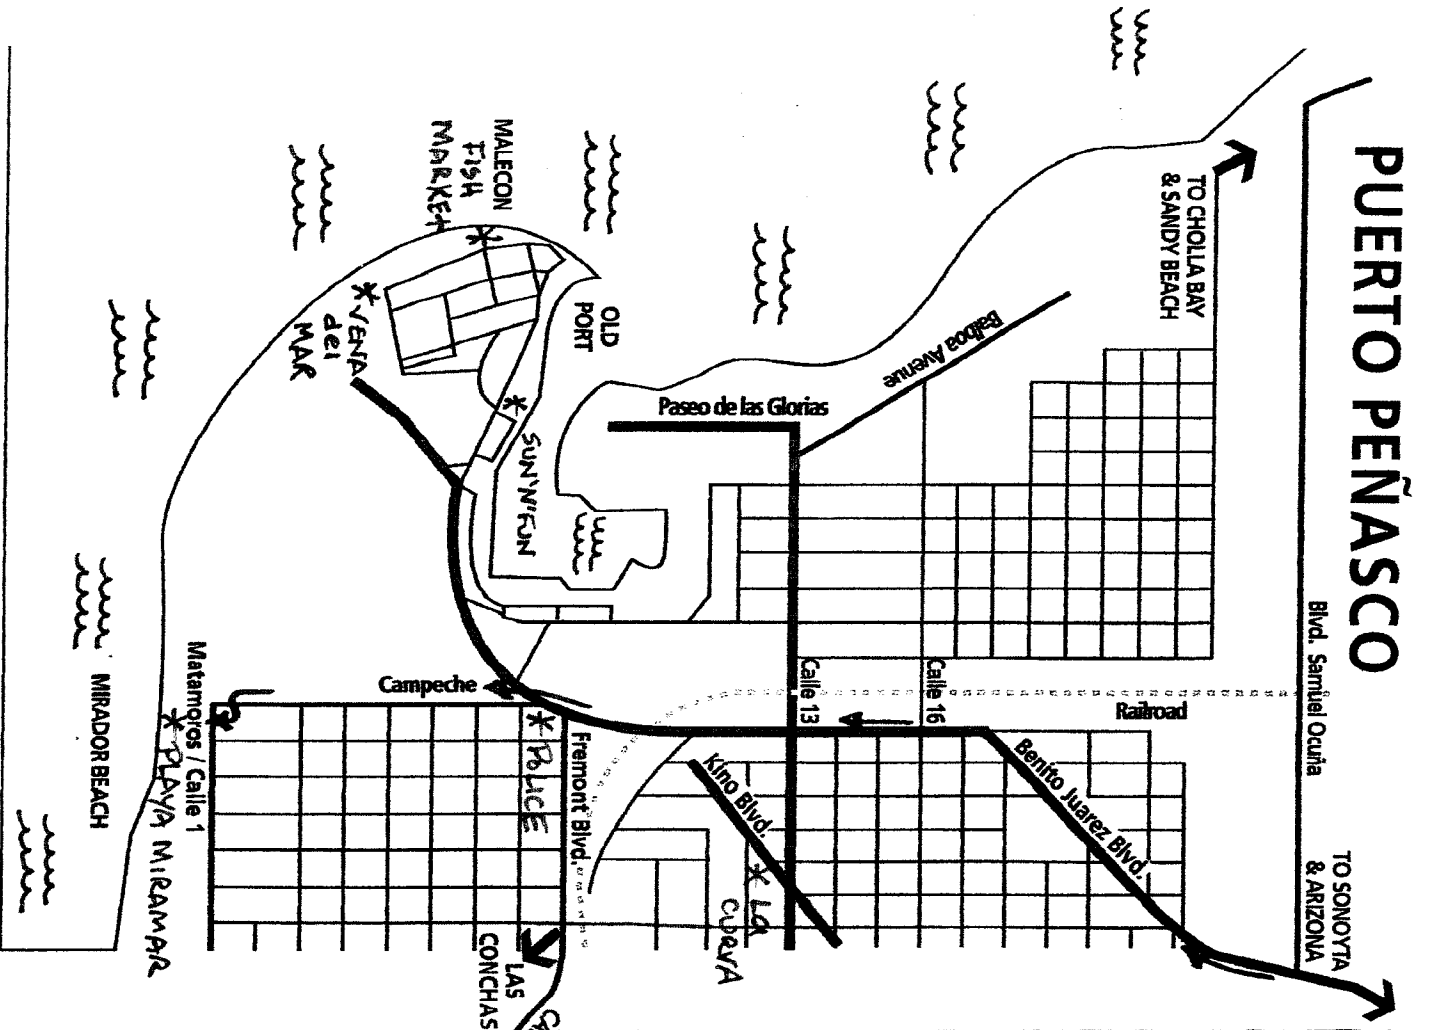 PUERTO PEÑASCO
Blvd. Samuel Ocuña
TO SONOYTA
& ARIZONA
TO CHOLLA BAY
& SANDY BEACH
Railroad
Benito Juarez Blvd.
Balboa Avenue
Calle 16
Calle 13
Paseo de las Glorias
Kino Blvd.
* LA
CUEVA
OLD
PORT
Fremont Blvd.
* POLICE
* SUN'N'FUN
MALECON
FISH
MARKET
*
* VENA
del
MAR
Campeche
LAS
CONCHAS
Matamoros / Calle 1
* PLAYA MIRAMAR
MIRADOR BEACH